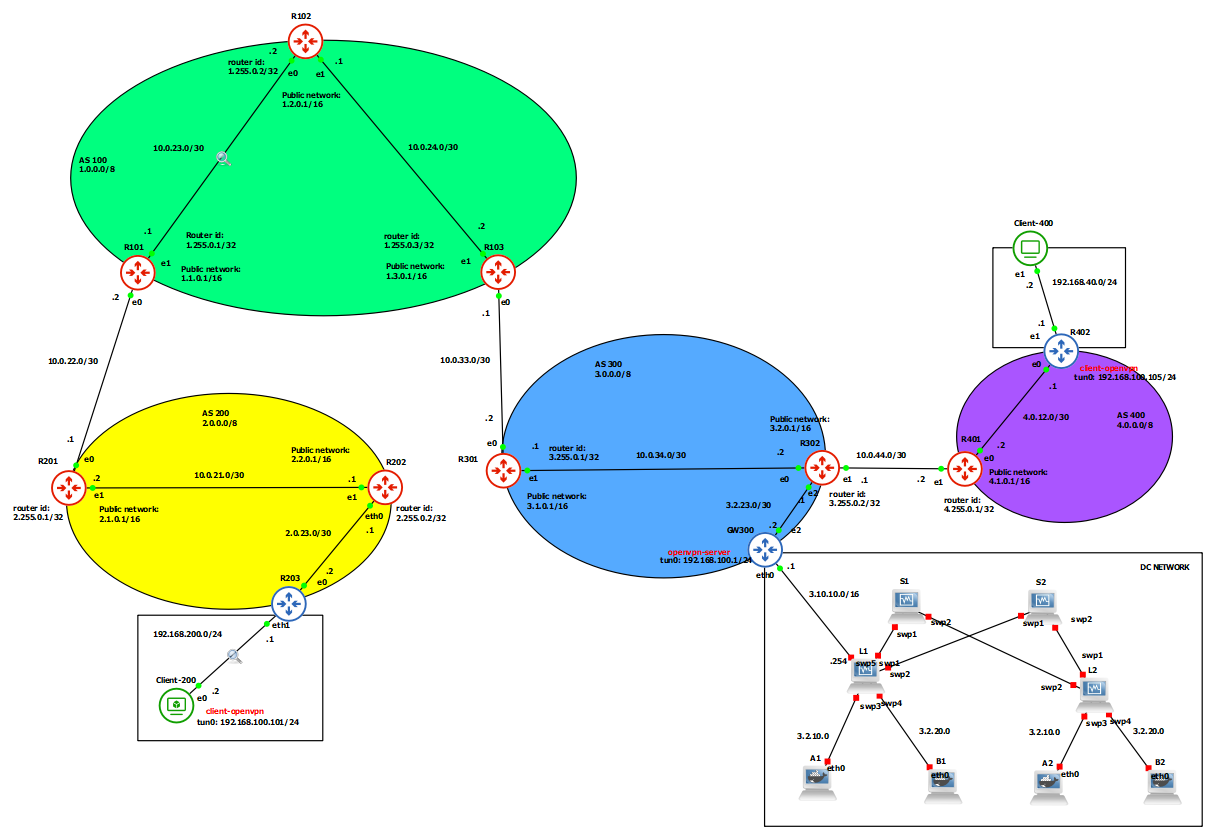 R102
.2
.1
router id:
1.255.0.2/32
e0
e1
Public network:
1.2.0.1/16
10.0.23.0/30
10.0.24.0/30
AS 100
1.0.0.0/8
.1
R101
e1
Router id:
1.255.0.1/32
Public network:
1.1.0.1/16
.2
e0
router id:
1.255.0.3/32
.2
R103
e1
Public network:
1.3.0.1/16
e0
.1
10.0.22.0/30
10.0.33.0/30
AS 200
2.0.0.0/8
.1
R201
e0
.2
e1
router id:
2.255.0.1/32
Public network:
2.1.0.1/16
10.0.21.0/30
Public network:
2.2.0.1/16
R202
.1
e1
eth0
.1
router id:
2.255.0.2/32
2.0.23.0/30
.2
R203
e0
eth1
.1
192.168.200.0/24
Client-200
.2
e0
client-openvpn
tun0: 192.168.100.101/24
AS 300
3.0.0.0/8
.2
e0
R301
.1
e1
router id:
3.255.0.1/32
Public network:
3.1.0.1/16
10.0.34.0/30
Public network:
3.2.0.1/16
R302
.2
e0
e1
.1
e2
.1
router id:
3.255.0.2/32
3.2.23.0/30
GW300
.2
e2
openvpn-server
tun0: 192.168.100.1/24
eth0
.1
10.0.44.0/30
.2
e1
R401
e0
.2
Public network:
4.1.0.1/16
router id:
4.255.0.1/32
4.0.12.0/30
AS 400
4.0.0.0/8
Client-400
e1
.2
192.168.40.0/24
.1
e1
R402
e0
.1
client-openvpn
tun0: 192.168.100.105/24
DC NETWORK
3.10.10.0/16
S1
swp1
swp2
S2
swp1
swp2
.254
L1
swp5
swp1
swp2
swp3
swp4
swp1
L2
swp2
swp3
swp4
3.2.10.0
3.2.20.0
3.2.10.0
3.2.20.0
A1
eth0
B1
eth0
A2
eth0
B2
eth0